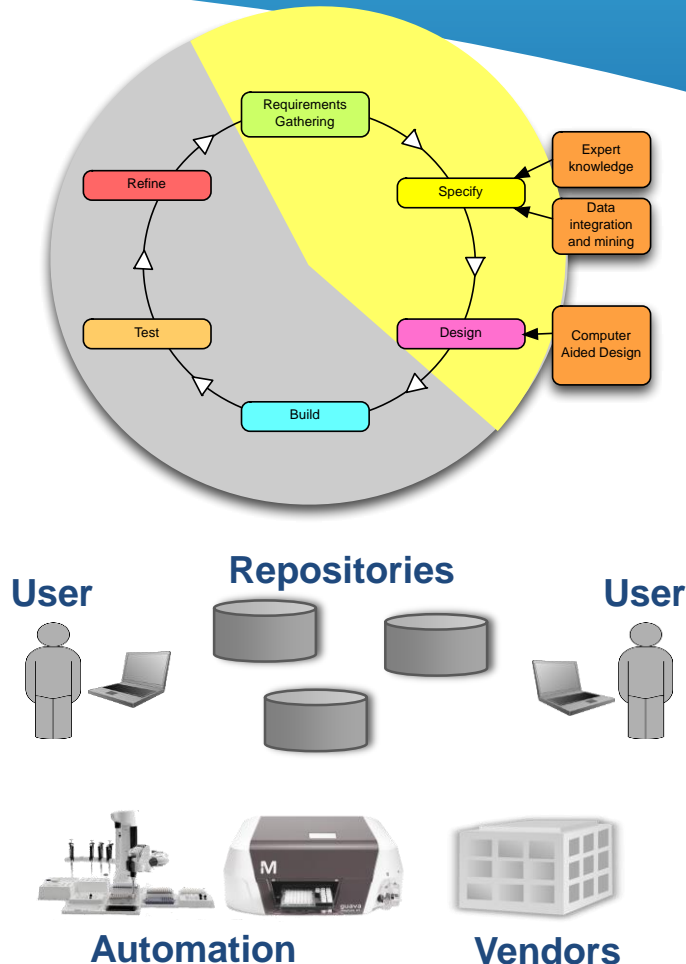 Requirements
Gathering
Expert
knowledge
Refine
Specify
Data
integration
and mining
Test
Design
Computer
Aided Design
Build
Repositories
User
User
M
guava
Automation
Vendors